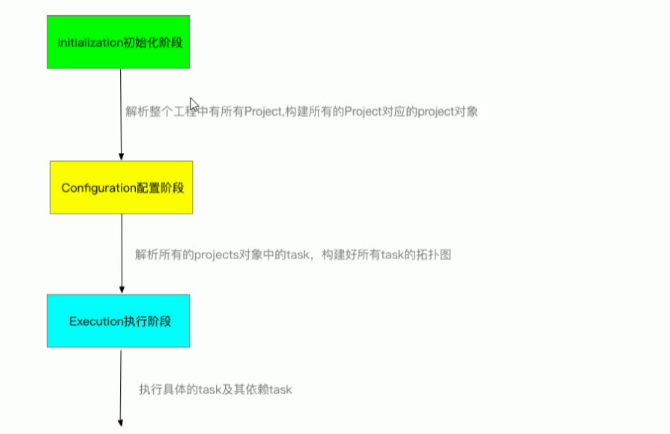 Initialization初始化阶段
解析整个工程中有所有Project,构建所有的Project对应的project对象
Configuration配置阶段
解析所有的projects对象中的task，构建好所有task的拓扑图
Execution执行阶段
执行具体的task及其依赖task